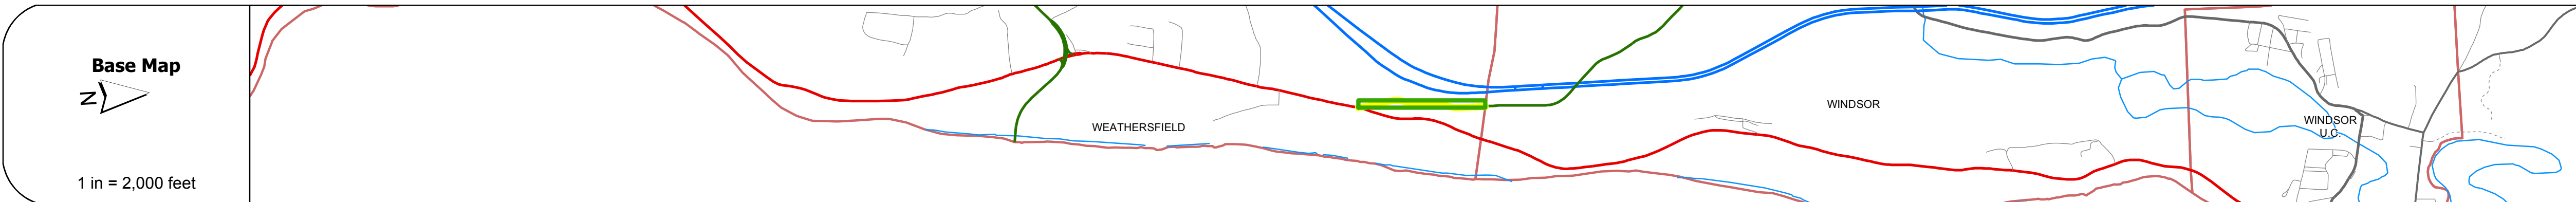 Base Map
N
1 in = 2,000 feet
WEATHERSFIELD
WINDSOR
WINDSOR
U.C.